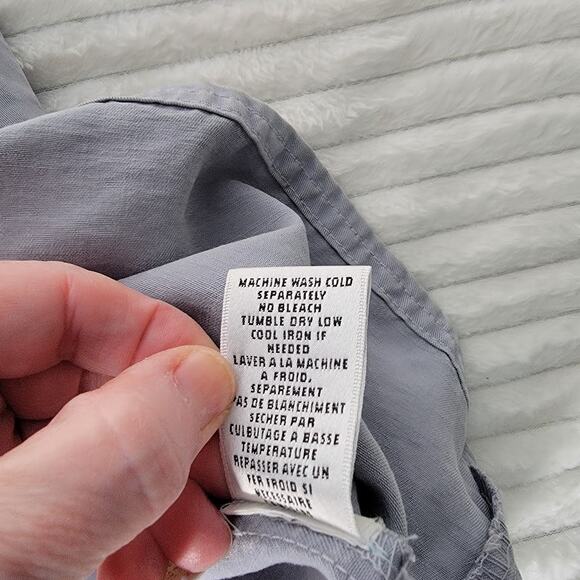 MACHINE WASH COLD
SEPARATELY
NO BLEACH
TUMBLE DRY LOW
COOL IRON IF
NEEDED
LAVER A LA MACHINE
A FROID,
SEPAREMENT
PAS DE BLANCHIMENT
SECHER PAR
CULBUTAGE A BASSE
TEMPERATURE
REPASSER AVEC UN
FER FROID SI
NECESSAIRE